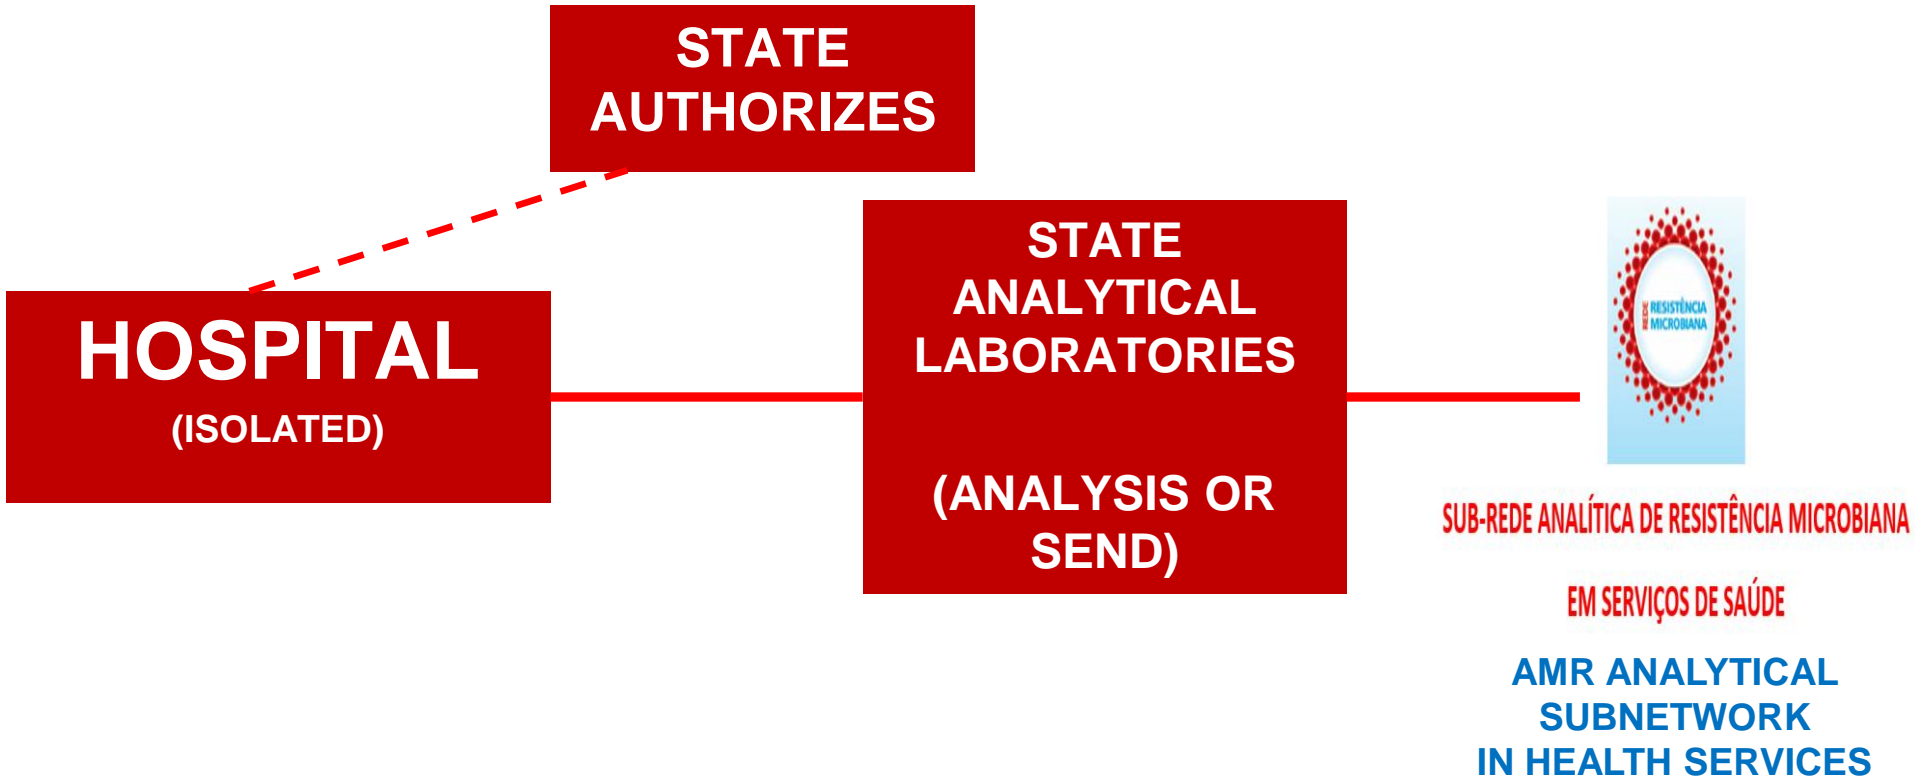 STATE
AUTHORIZES
HOSPITAL
(ISOLATED)
STATE
ANALYTICAL
LABORATORIES
(ANALYSIS OR
SEND)
REDE
RESISTÊNCIA
MICROBIANA
SUB-REDE ANALÍTICA DE RESISTÊNCIA MICROBIANA
EM SERVIÇOS DE SAÚDE
AMR ANALYTICAL
SUBNETWORK
IN HEALTH SERVICES